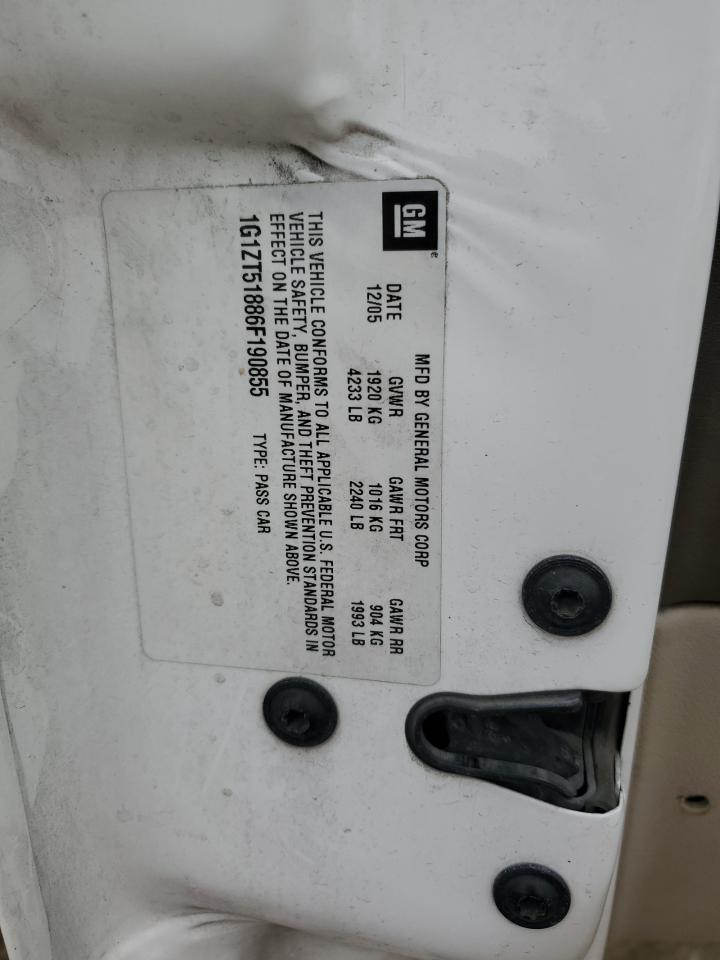 GM
MFD BY GENERAL MOTORS CORP
DATE GVWR GAWR FRT GAWR RR
12/05 1920 KG 1016 KG 904 KG
4233 LB 2240 LB 1993 LB
THIS VEHICLE CONFORMS TO ALL APPLICABLE U.S. FEDERAL MOTOR
VEHICLE SAFETY, BUMPER, AND THEFT PREVENTION STANDARDS IN
EFFECT ON THE DATE OF MANUFACTURE SHOWN ABOVE.
1G1ZT51886F190855 TYPE: PASS CAR